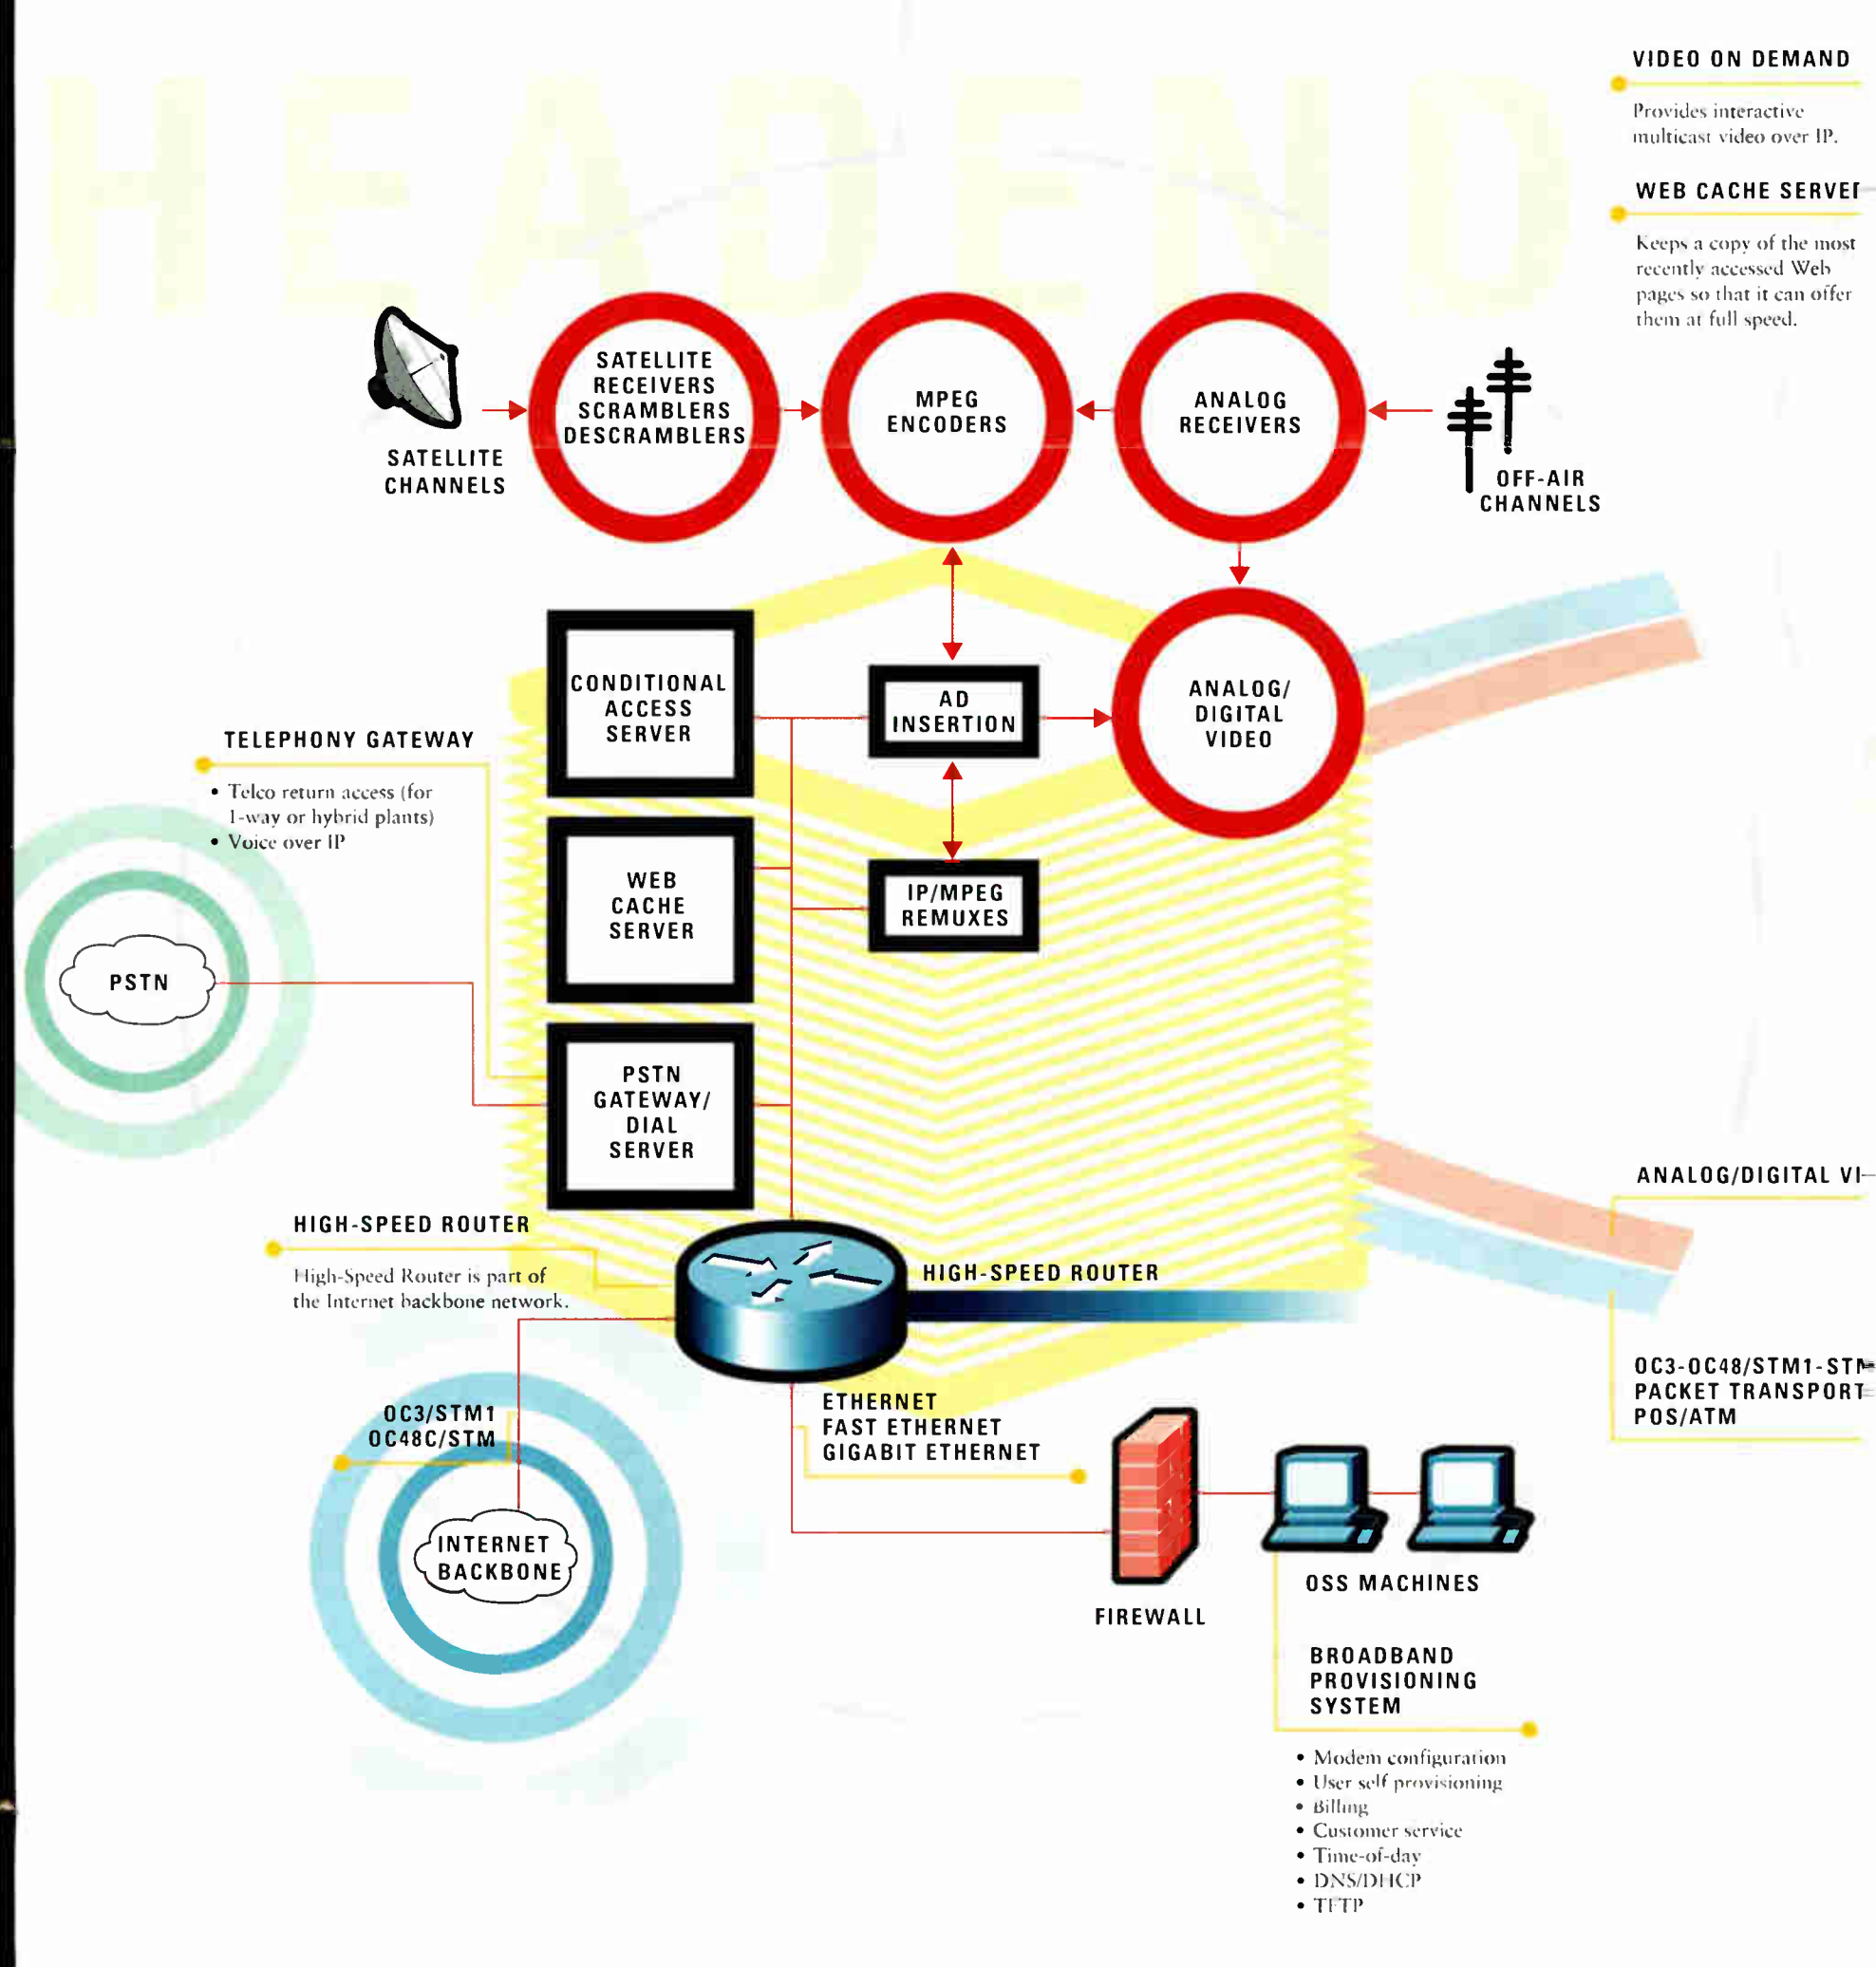 HEADEND
VIDEO ON DEMAND
Provides interactive
multicast video over IP.
WEB CACHE SERVER
Keeps a copy of the most
recently accessed Web
pages so that it can offer
them at full speed.
SATELLITE
CHANNELS
SATELLITE
RECEIVERS
SCRAMBLERS
DESCRAMBLERS
MPEG
ENCODERS
ANALOG
RECEIVERS
OFF-AIR
CHANNELS
CONDITIONAL
ACCESS
SERVER
AD
INSERTION
ANALOG/
DIGITAL
VIDEO
TELEPHONY GATEWAY
• Telco return access (for
1-way or hybrid plants)
• Voice over IP
WEB
CACHE
SERVER
IP/MPEG
REMUXES
PSTN
PSTN
GATEWAY/
DIAL
SERVER
ANALOG/DIGITAL
HIGH-SPEED ROUTER
High-Speed Router is part of
the Internet backbone network.
HIGH-SPEED ROUTER
OC3-OC48/STM1-
PACKET TRANSPORT
POS/ATM
OC3/STM1
OC48C/STM
ETHERNET
FAST ETHERNET
GIGABIT ETHERNET
INTERNET
BACKBONE
FIREWALL
OSS MACHINES
BROADBAND
PROVISIONING
SYSTEM
• Modem configuration
• User self provisioning
• Billing
• Customer service
• Time-of-day
• DNS/DHCP
• TFTP